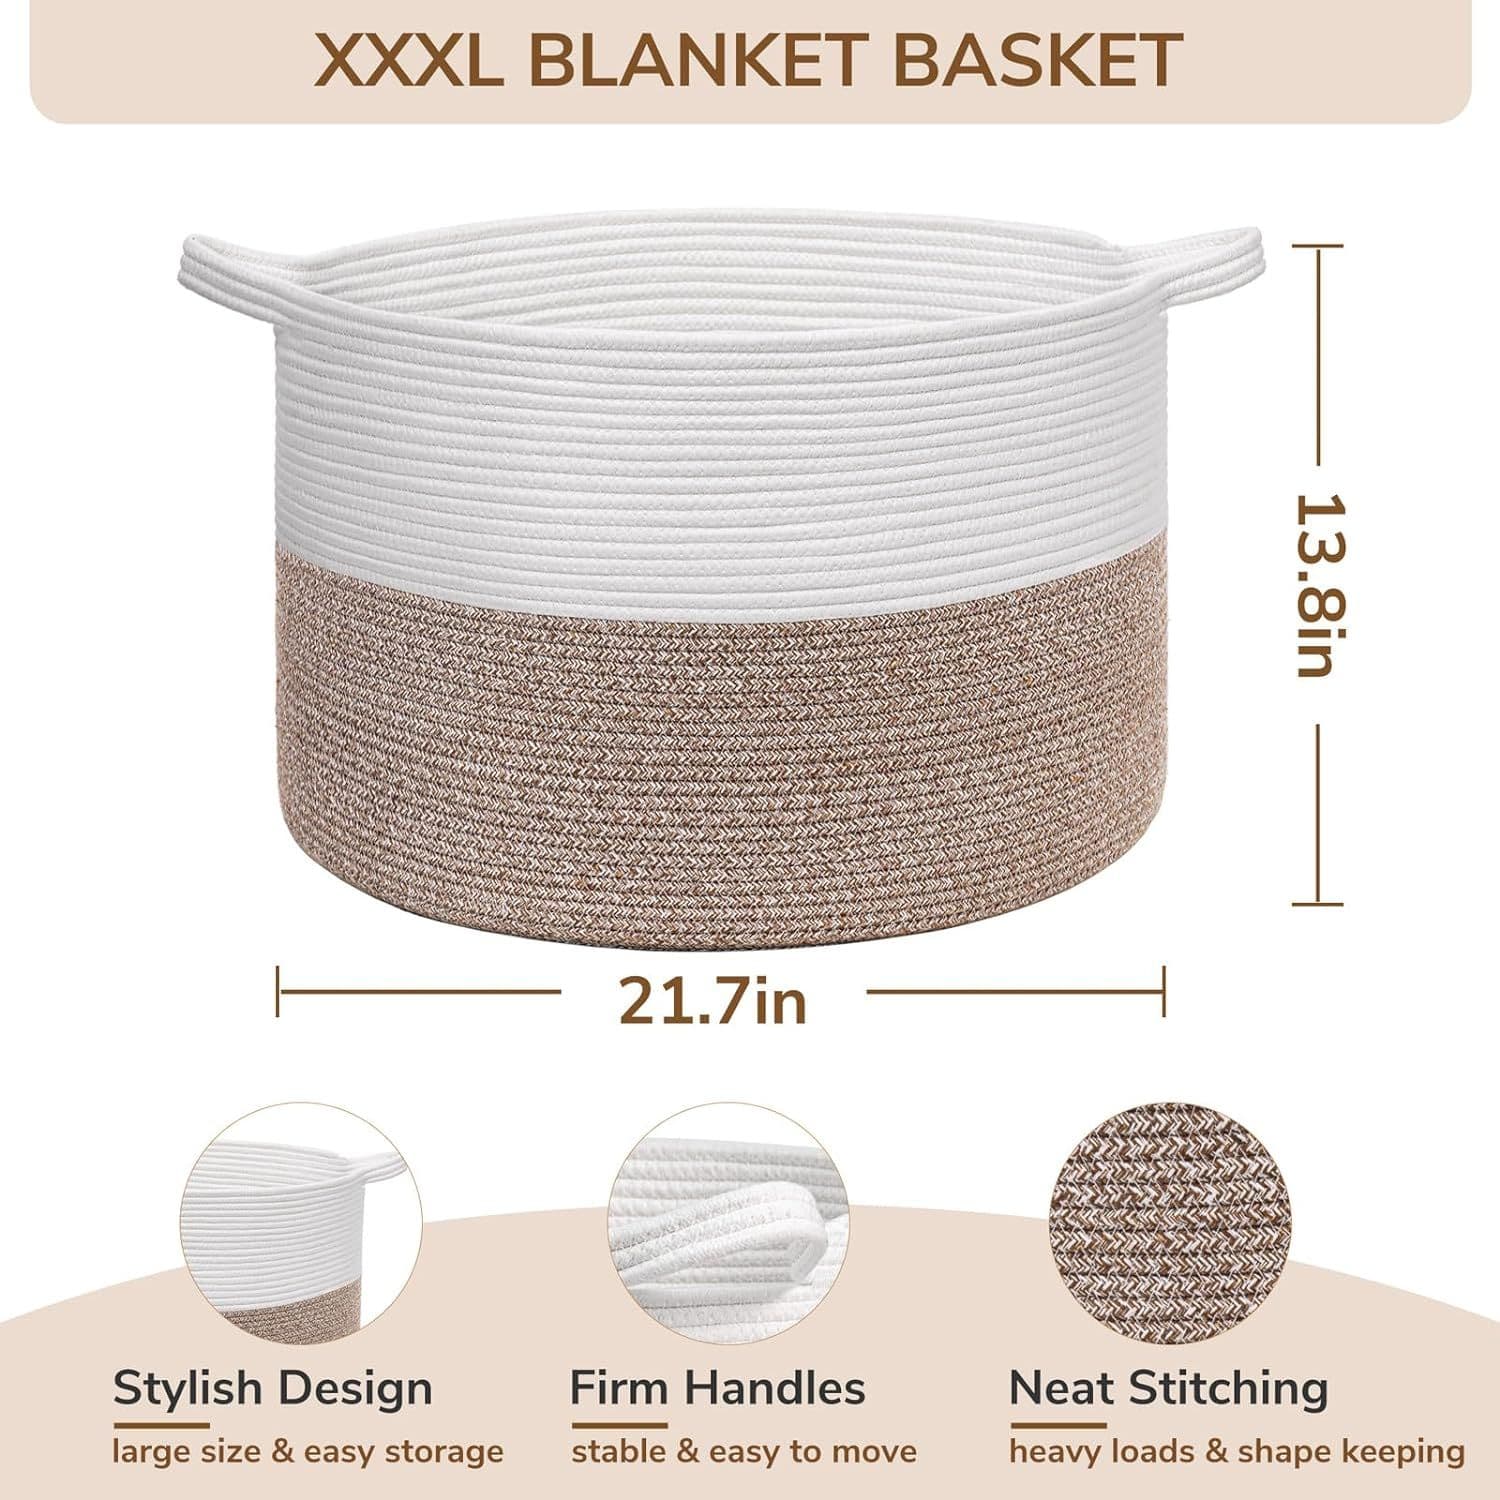 XXXL BLANKET BASKET
13.8in
21.7in
Stylish Design
large size & easy storage
Firm Handles
stable & easy to move
Neat Stitching
heavy loads & shape keeping